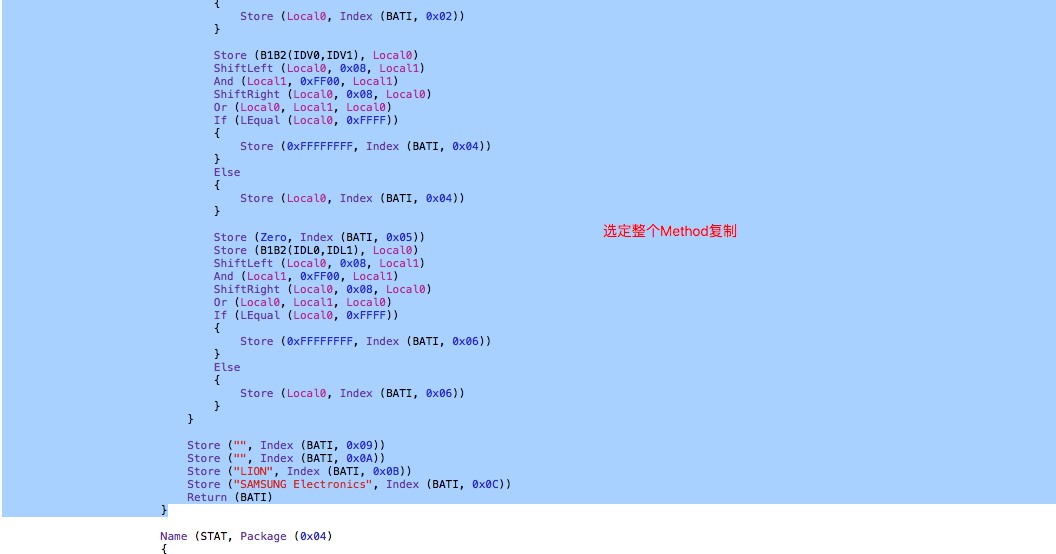 {
Store (Local0, Index (BATI, 0x02))
}
Store (B1B2(IDV0,IDV1), Local0)
ShiftLeft (Local0, 0x08, Local1)
And (Local1, 0xFF00, Local1)
ShiftRight (Local0, 0x08, Local0)
Or (Local0, Local1, Local0)
If (LEqual (Local0, 0xFFFF))
{
Store (0xFFFFFFFF, Index (BATI, 0x04))
}
Else
{
Store (Local0, Index (BATI, 0x04))
}
选定整个Method复制
Store (Zero, Index (BATI, 0x05))
Store (B1B2(IDL0,IDL1), Local0)
ShiftLeft (Local0, 0x08, Local1)
And (Local1, 0xFF00, Local1)
ShiftRight (Local0, 0x08, Local0)
Or (Local0, Local1, Local0)
If (LEqual (Local0, 0xFFFF))
{
Store (0xFFFFFFFF, Index (BATI, 0x06))
}
Else
{
Store (Local0, Index (BATI, 0x06))
}
}
Store ("", Index (BATI, 0x09))
Store ("", Index (BATI, 0x0A))
Store ("LION", Index (BATI, 0x0B))
Store ("SAMSUNG Electronics", Index (BATI, 0x0C))
Return (BATI)
}
Name (STAT, Package (0x04)
{